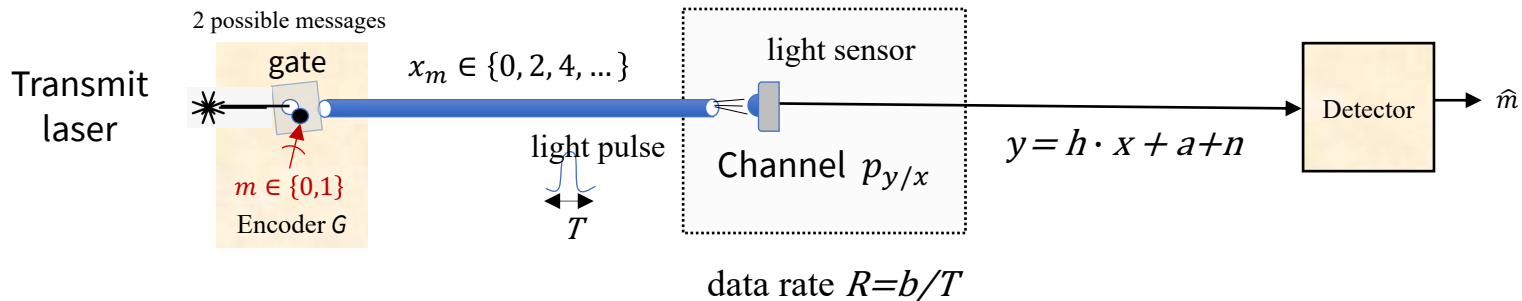 2 possible messages
gate
Transmit
laser
m ∈ {0,1}
Encoder G
x_m ∈ {0, 2, 4, … }
light pulse
T
light sensor
Channel p_{y/x}
y = h · x + a+n
Detector
m̂
data rate R=b/T